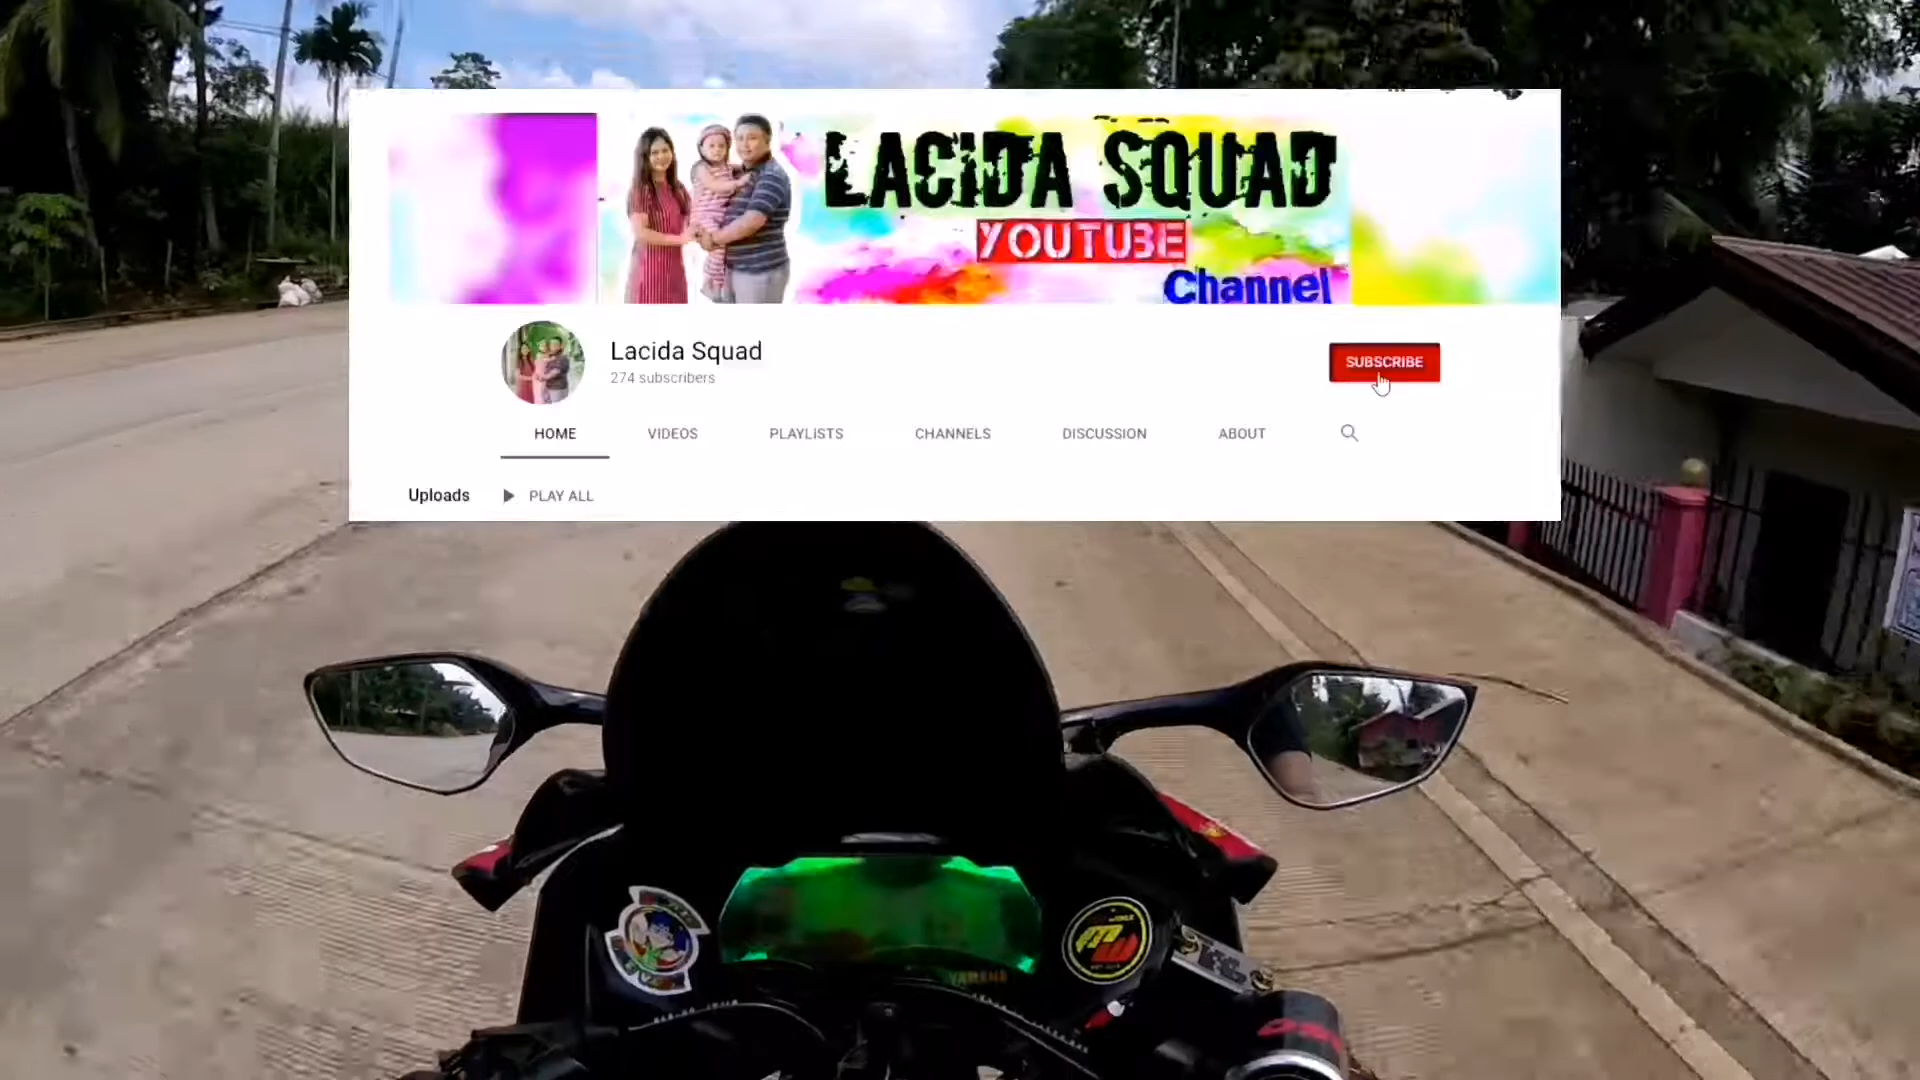 LACIDA SQUAD
YOUTUBE
Channel
Lacida Squad
274 subscribers
SUBSCRIBE
HOME VIDEOS PLAYLISTS CHANNELS DISCUSSION ABOUT
Uploads PLAY ALL
YAMAHA